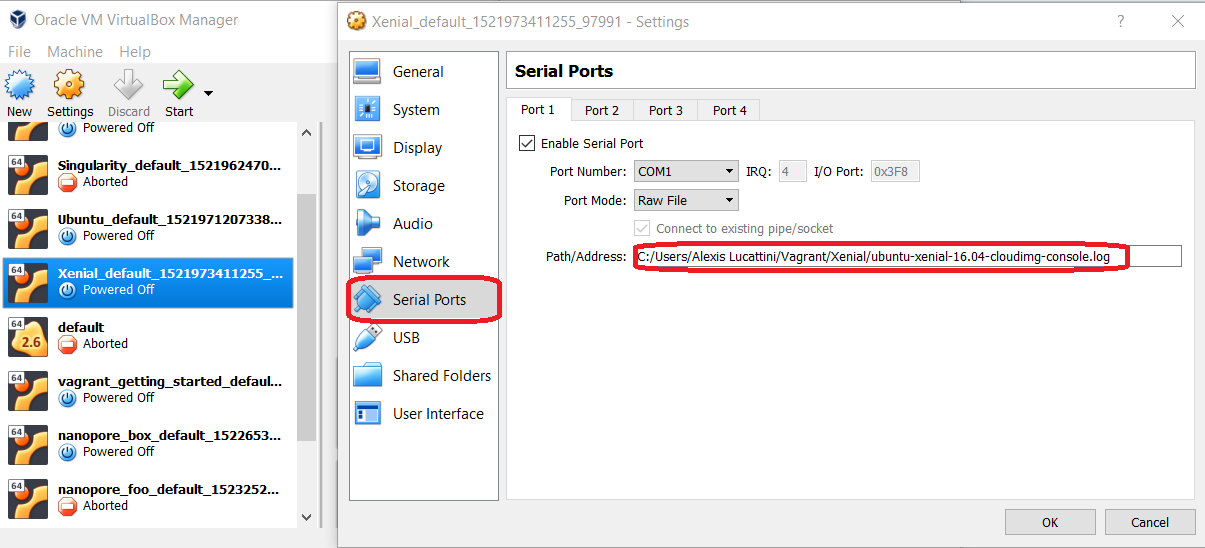 Oracle VM VirtualBox Manager
File Machine Help
New Settings Discard Start
Powered Off
64
Singularity_default_1521962470...
Aborted
64
Ubuntu_default_1521971207338...
Powered Off
64
Xenial_default_1521973411255_...
Powered Off
64
2.6
default
Aborted
64
vagrant_getting_started_defaul...
Powered Off
64
nanopore_box_default_1522653...
Powered Off
64
nanopore_foo_default_1523252...
Aborted
Xenial_default_1521973411255_97991 - Settings
?
General
System
Display
Storage
Audio
Network
Serial Ports
USB
Shared Folders
User Interface
Serial Ports
Port 1 Port 2 Port 3 Port 4
Enable Serial Port
Port Number: COM1 IRQ: 4 I/O Port: 0x3F8
Port Mode: Raw File
Connect to existing pipe/socket
Path/Address: C:/Users/Alexis Lucattini/Vagrant/Xenial/ubuntu-xenial-16.04-cloudimg-console.log
OK Cancel